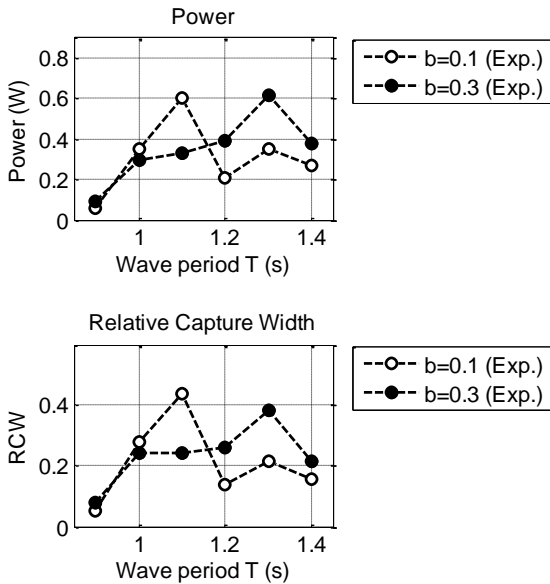 Power
0.8
0.6
0.4
0.2
0
Power (W)
1
1.2
1.4
Wave period T (s)
b=0.1 (Exp.)
b=0.3 (Exp.)
Relative Capture Width
0.4
0.2
0
RCW
1
1.2
1.4
Wave period T (s)
b=0.1 (Exp.)
b=0.3 (Exp.)